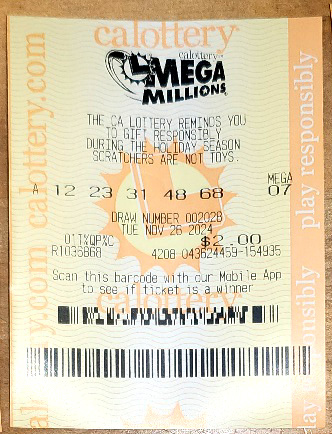 calottery
calottery
MEGA
MILLIONS
THE CA LOTTERY REMINDS YOU
TO GIFT RESPONSIBLY
DURING THE HOLIDAY SEASON
SCRATCHERS ARE NOT TOYS.
MEGA
A 12 23 31 48 68 07
DRAW NUMBER 002028
TUE NOV 26 2024
$2.00
R1036868 4208-043624459-154935
Scan this barcode with our Mobile App
to see if ticket is a winner
calottery
calottery.com
play responsibly